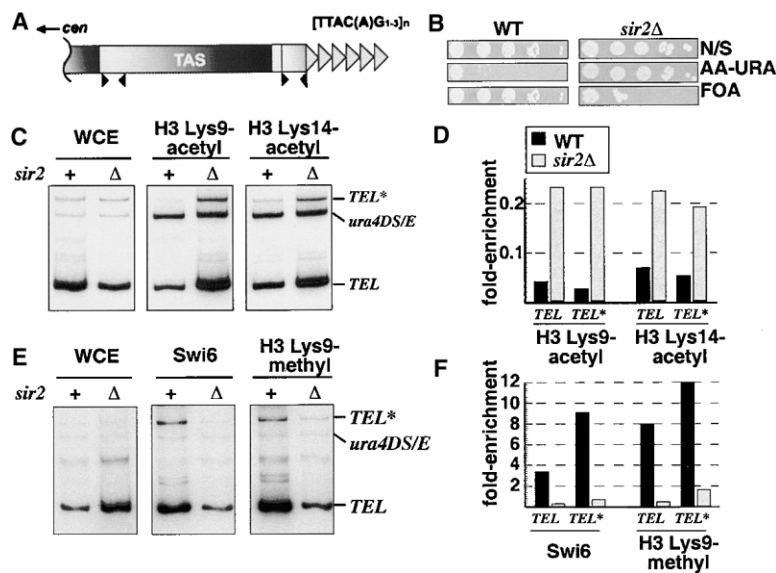 A
← cen
[TTAC(A)G1-3]n
TAS
B
WT sir2Δ
N/S
AA-URA
FOA
C
WCE H3 Lys9-acetyl H3 Lys14-acetyl
sir2 + Δ + Δ + Δ
TEL*
ura4DS/E
TEL
D
WT
sir2Δ
fold-enrichment
0.2
0.1
TEL TEL* TEL TEL*
H3 Lys9-acetyl H3 Lys14-acetyl
E
WCE Swi6 H3 Lys9-methyl
sir2 + Δ + Δ + Δ
TEL*
ura4DS/E
TEL
F
fold-enrichment
12
10
8
6
4
2
TEL TEL* TEL TEL*
Swi6 H3 Lys9-methyl